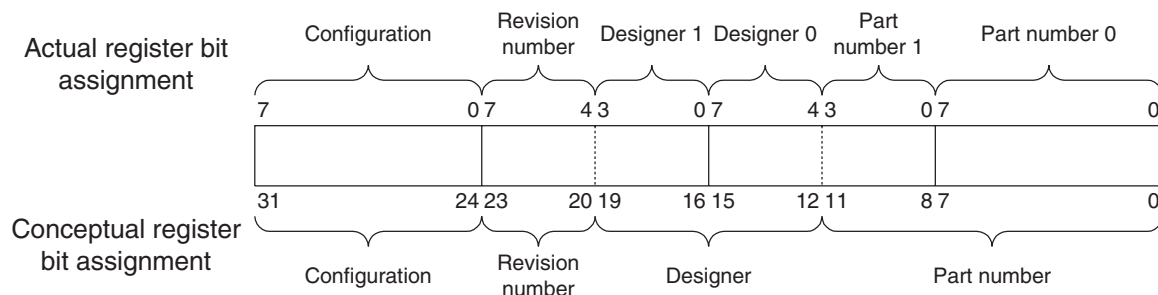 Actual register bit
assignment
Configuration
Revision
number
Designer 1
Designer 0
Part
number 1
Part number 0
7 0 7 4 3 0 7 4 3 0 7 0
31 24 23 20 19 16 15 12 11 8 7 0
Conceptual register
bit assignment
Configuration
Revision
number
Designer
Part number